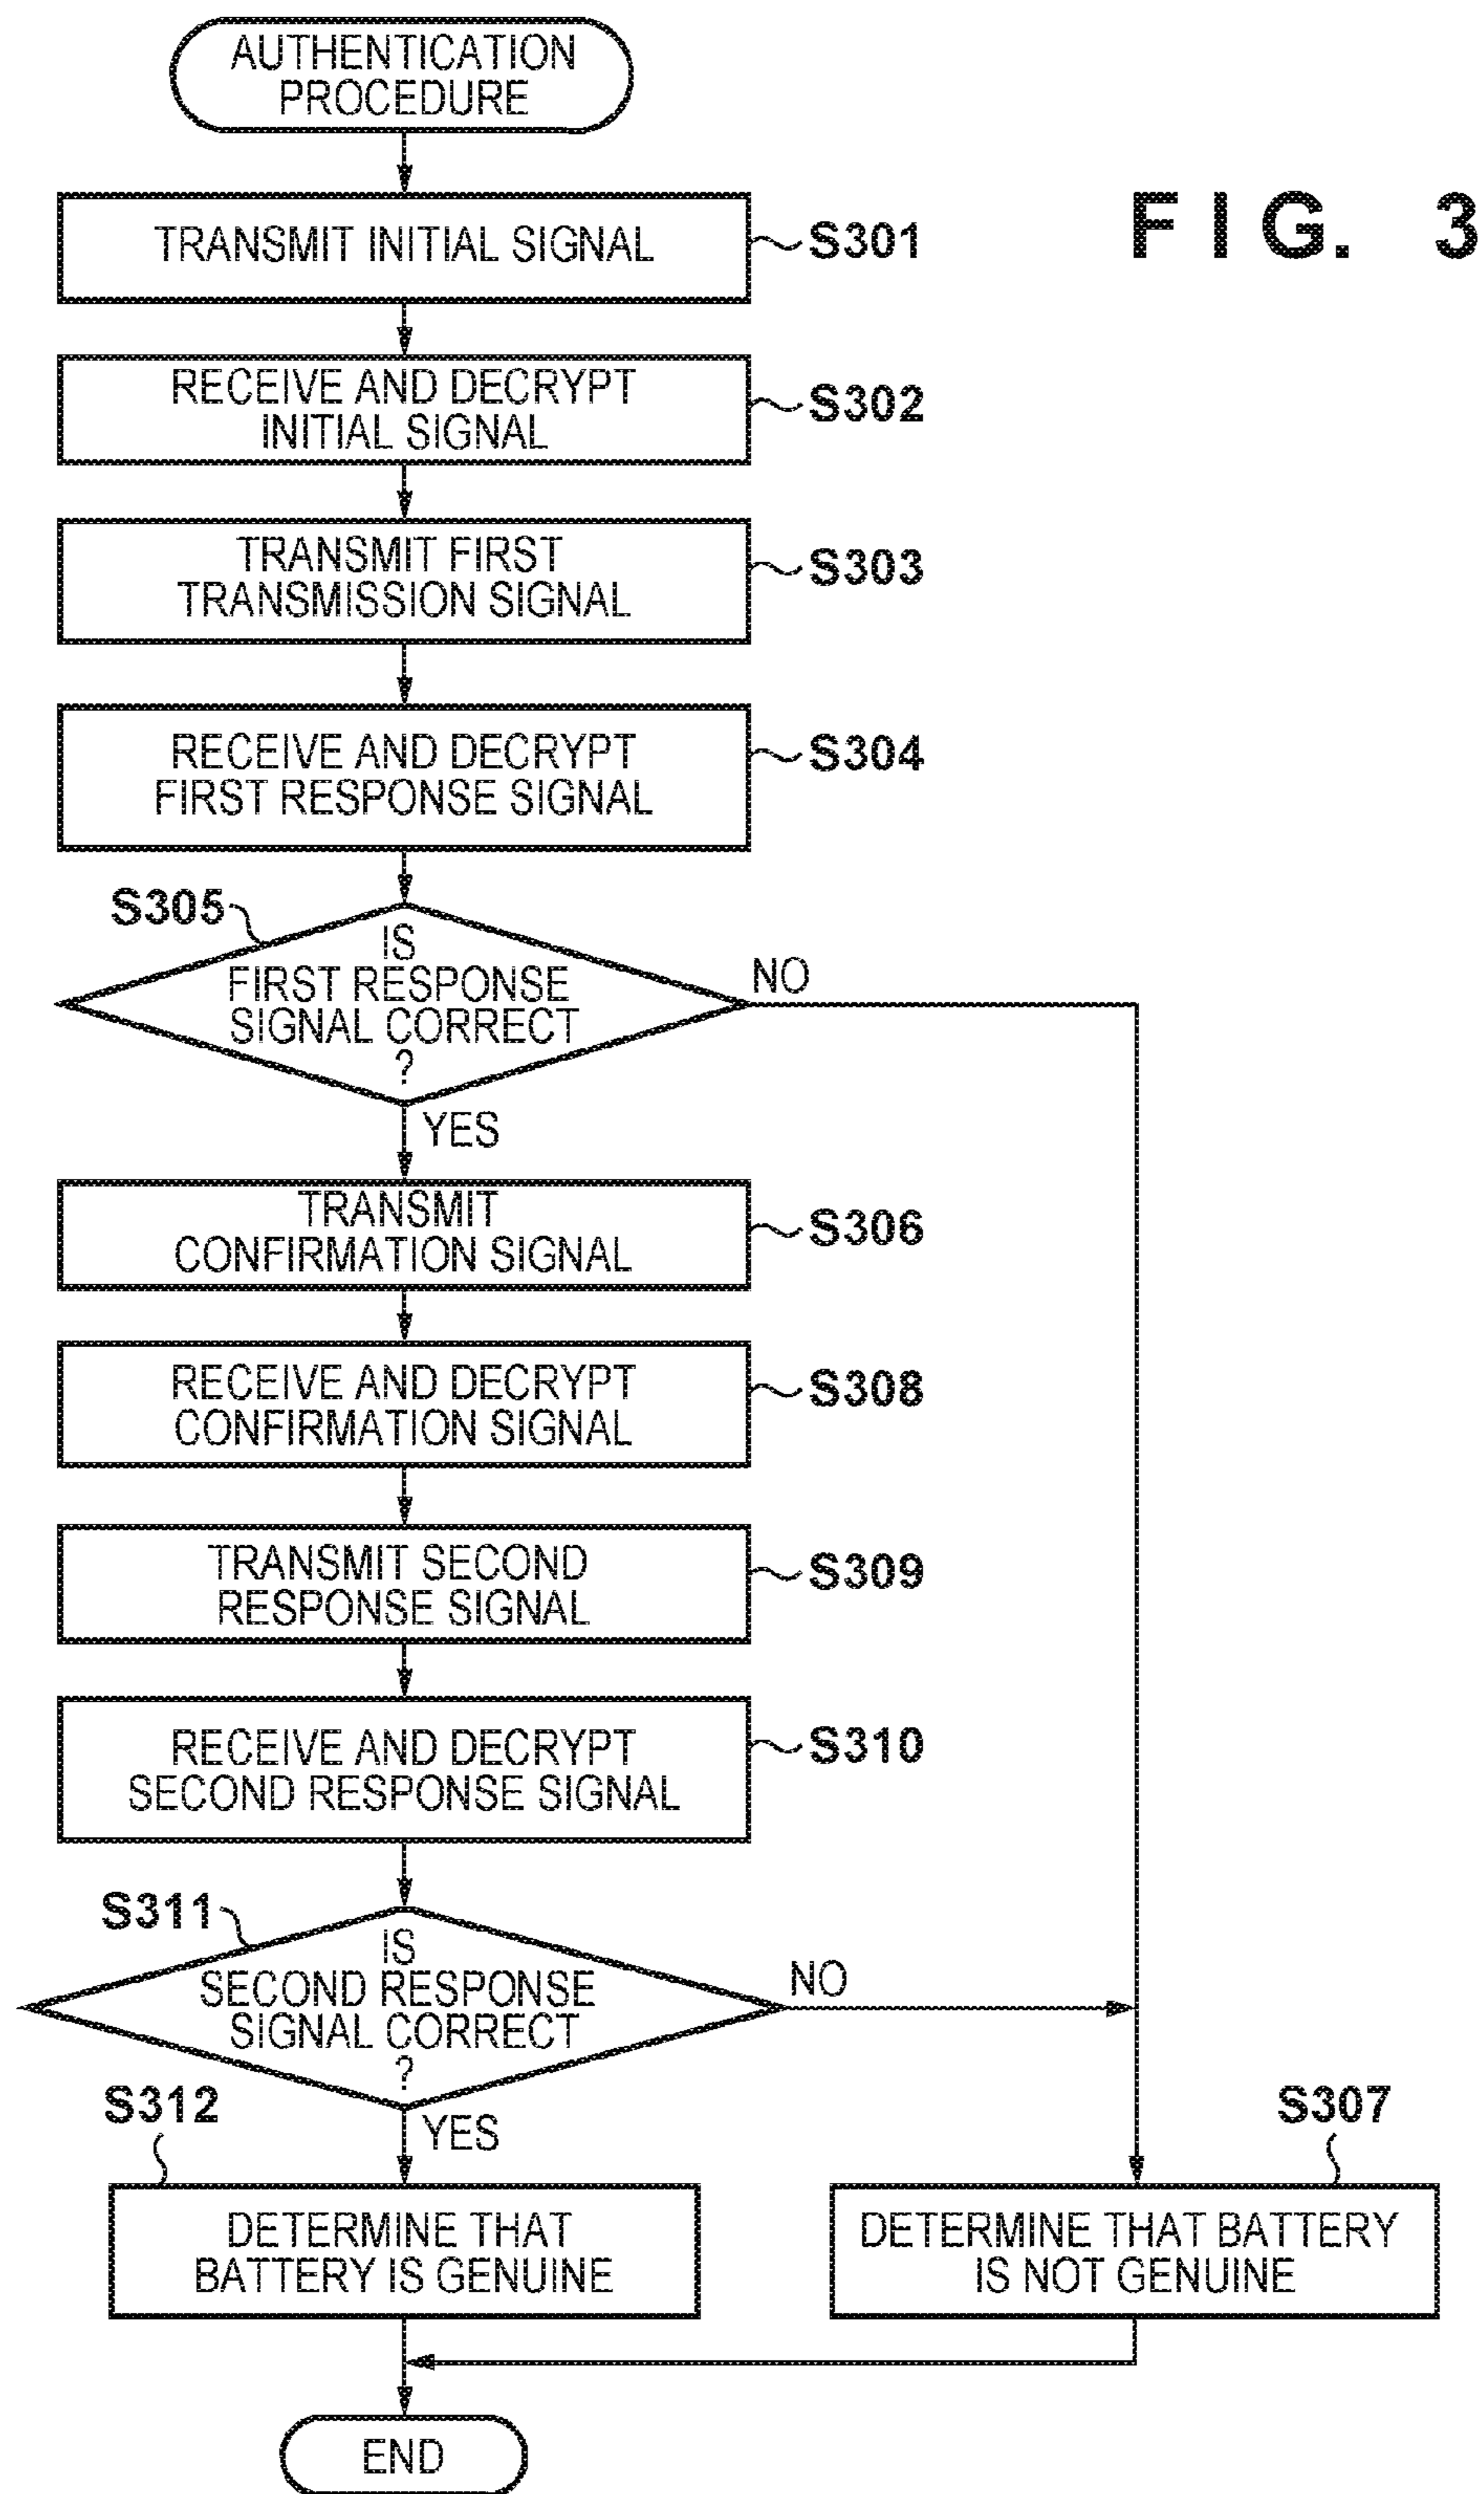 AUTHENTICATION
PROCEDURE
FIG. 3
TRANSMIT INITIAL SIGNAL
S301
RECEIVE AND DECRYPT
INITIAL SIGNAL
S302
TRANSMIT FIRST
TRANSMISSION SIGNAL
S303
RECEIVE AND DECRYPT
FIRST RESPONSE SIGNAL
S304
S305
IS
FIRST RESPONSE
SIGNAL CORRECT
?
NO
YES
TRANSMIT
CONFIRMATION SIGNAL
S306
RECEIVE AND DECRYPT
CONFIRMATION SIGNAL
S308
TRANSMIT SECOND
RESPONSE SIGNAL
S309
RECEIVE AND DECRYPT
SECOND RESPONSE SIGNAL
S310
S311
IS
SECOND RESPONSE
SIGNAL CORRECT
?
NO
YES
S312
DETERMINE THAT
BATTERY IS GENUINE
S307
DETERMINE THAT BATTERY
IS NOT GENUINE
END